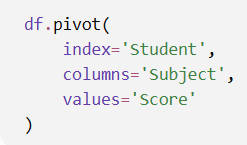 df.pivot(
    index='Student',
    columns='Subject',
    values='Score'
)